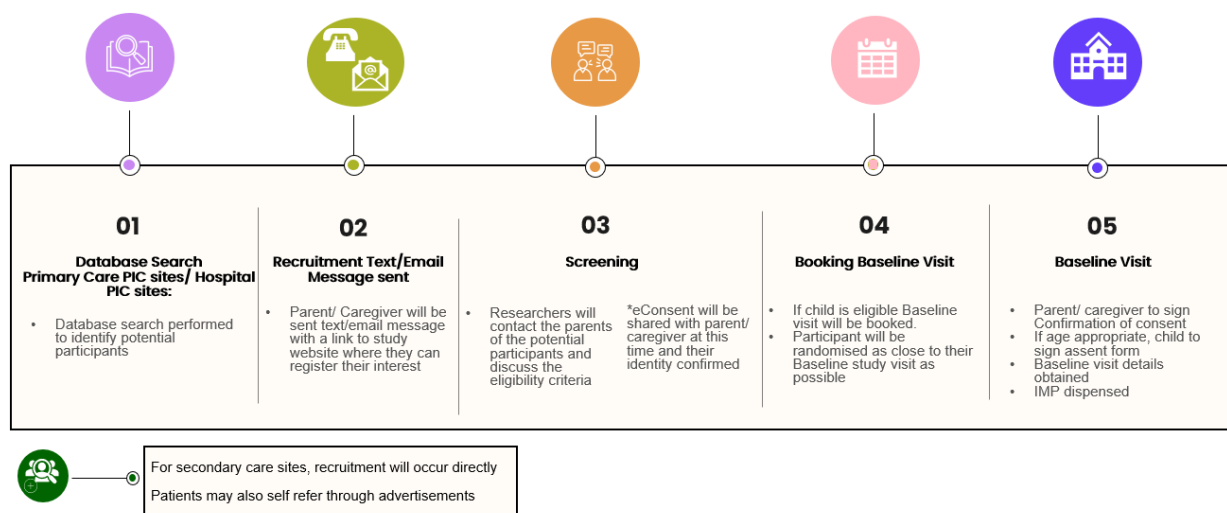 01
Database Search
Primary Care PIC sites/ Hospital
PIC sites:
• Database search performed
to identify potential
participants
02
Recruitment Text/Email
Message sent
• Parent/ Caregiver will be
sent text/email message
with a link to study
website where they can
register their interest
03
Screening
• Researchers will
contact the parents
of the potential
participants and
discuss the
eligibility criteria
*eConsent will be
shared with parent/
caregiver at this
time and their
identity confirmed
04
Booking Baseline Visit
• If child is eligible Baseline
visit will be booked.
• Participant will be
randomised as close to their
Baseline study visit as
possible
05
Baseline Visit
• Parent/ caregiver to sign
Confirmation of consent
• If age appropriate, child to
sign assent form
• Baseline visit details
obtained
• IMP dispensed
For secondary care sites, recruitment will occur directly
Patients may also self refer through advertisements